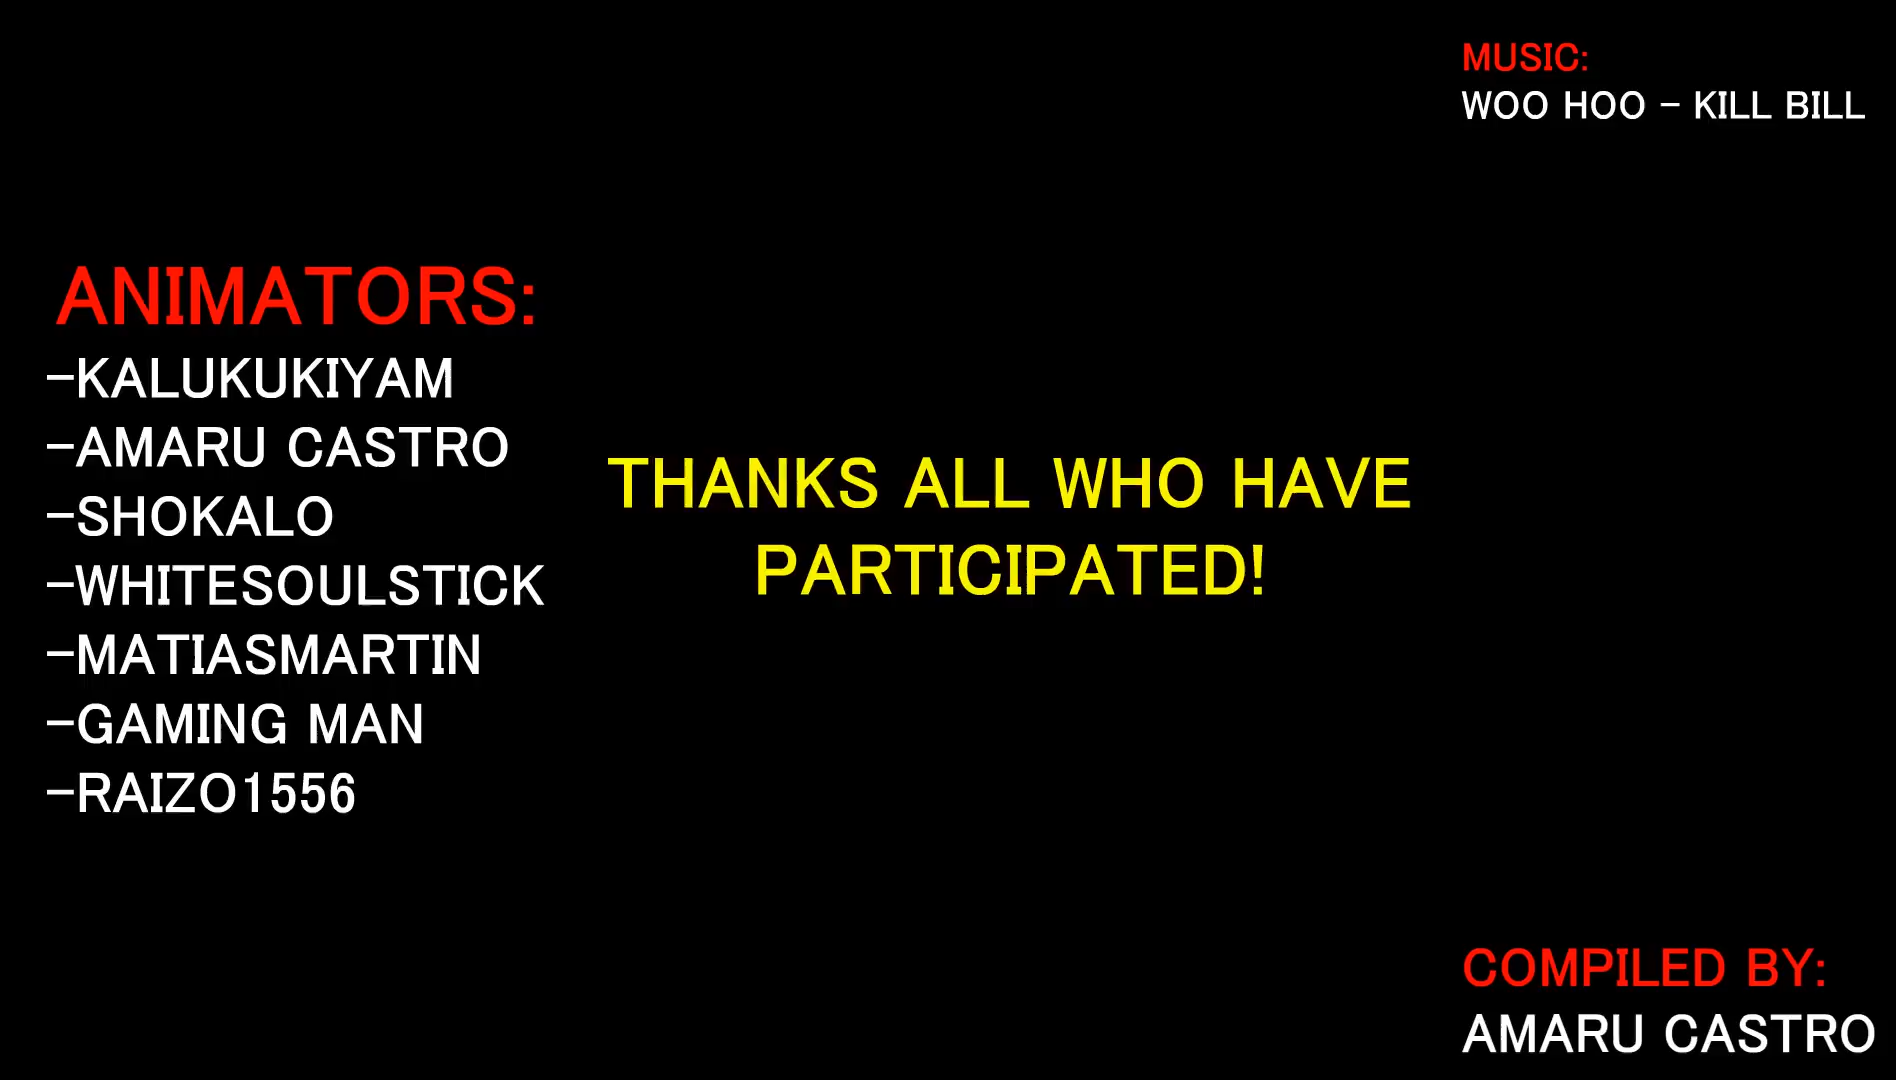 MUSIC:
WOO HOO - KILL BILL
ANIMATORS:
-KALUKUKIYAM
-AMARU CASTRO
-SHOKALO
-WHITESOULSTICK
-MATIASMARTIN
-GAMING MAN
-RAIZO1556
THANKS ALL WHO HAVE
PARTICIPATED!
COMPILED BY:
AMARU CASTRO